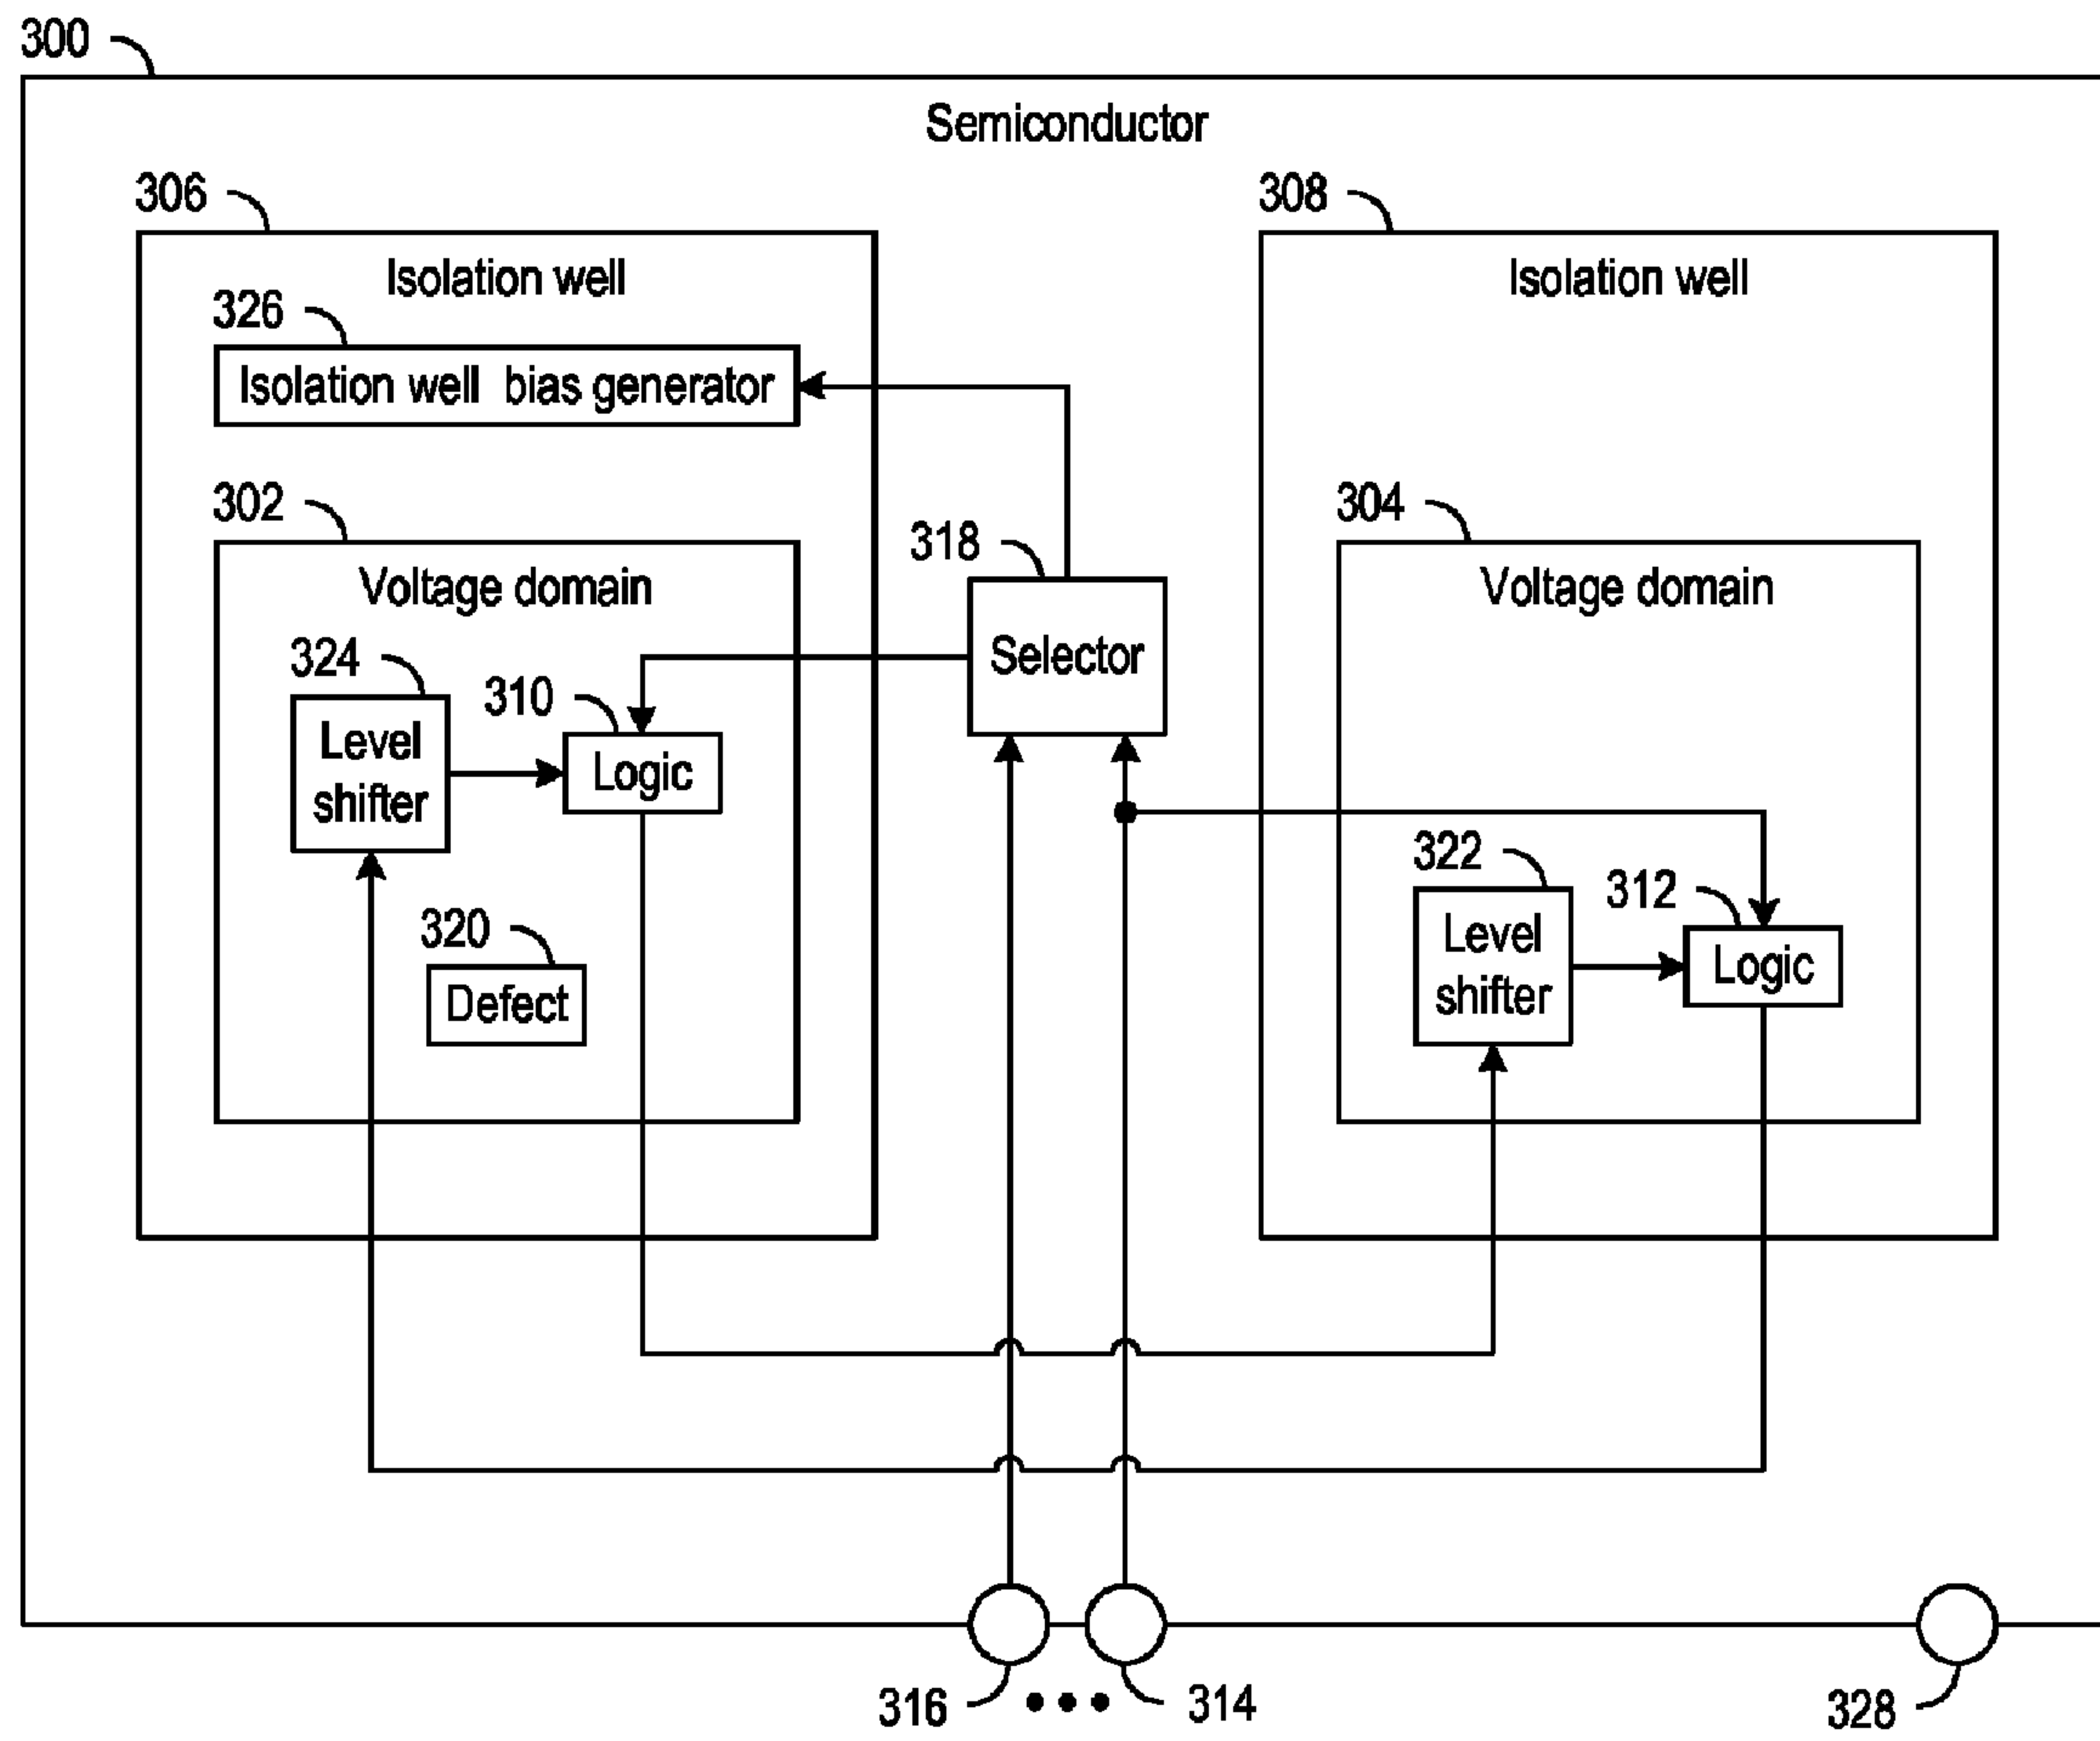 300
Semiconductor
306
308
Isolation well
Isolation well
326
Isolation well bias generator
302
304
318
Voltage domain
Voltage domain
Selector
324
310
Level
shifter
Logic
322
312
320
Level
shifter
Logic
Defect
316
•••
314
328